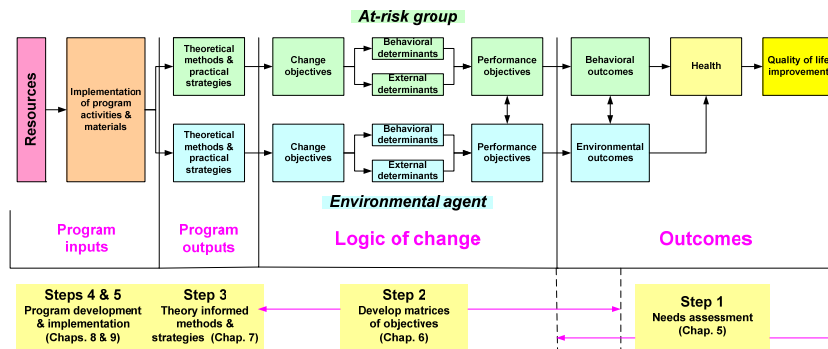 At-risk group
Resources
Implementation
of program
activities &
materials
Theoretical
methods &
practical
strategies
Change
objectives
Behavioral
determinants
External
determinants
Performance
objectives
Behavioral
outcomes
Health
Quality of life
improvement
Theoretical
methods &
practical
strategies
Change
objectives
Behavioral
determinants
External
determinants
Performance
objectives
Environmental
outcomes
Environmental agent
Program
inputs
Program
outputs
Logic of change
Outcomes
Steps 4 & 5
Program development
& implementation
(Chaps. 8 & 9)
Step 3
Theory informed
methods &
strategies (Chap. 7)
Step 2
Develop matrices
of objectives
(Chap. 6)
Step 1
Needs assessment
(Chap. 5)